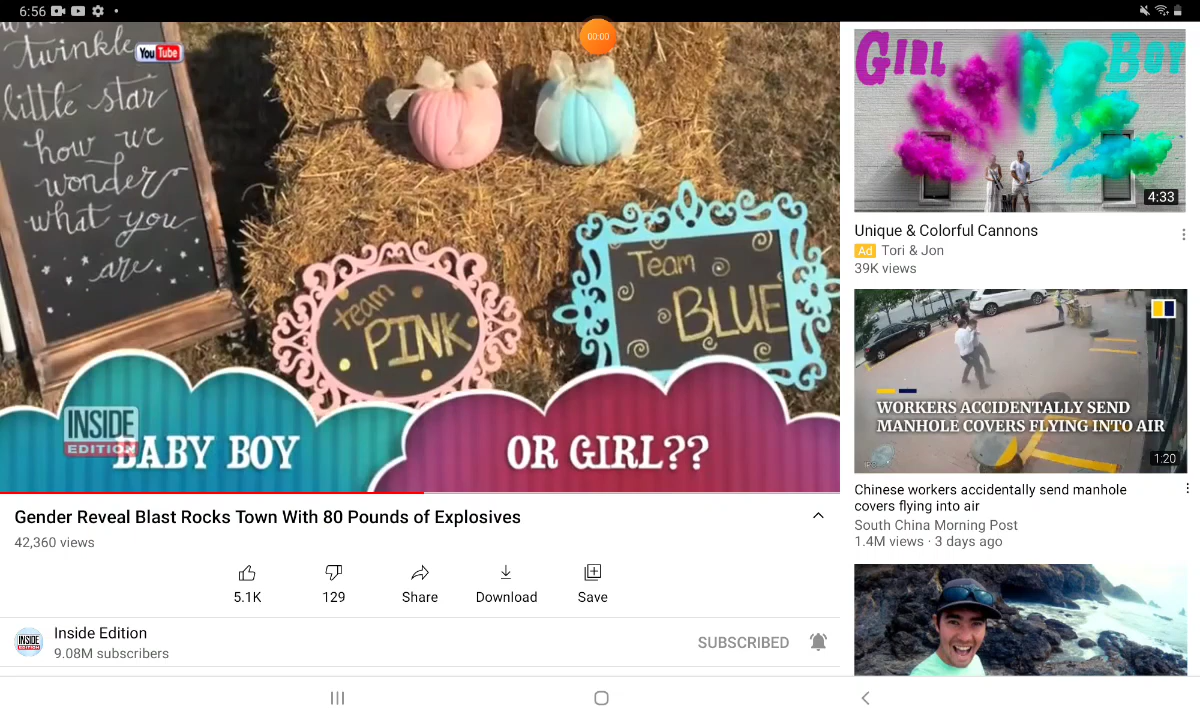 6:56
twinkle
little star
how we
wonder
what you
are
YouTube
00:00
team
PINK
Team
BLUE
INSIDE
EDITION
BABY BOY
OR GIRL??
Gender Reveal Blast Rocks Town With 80 Pounds of Explosives
42,360 views
5.1K
129
Share
Download
Save
INSIDE
EDITION
Inside Edition
9.08M subscribers
SUBSCRIBED
GIRL
BOY
4:33
Unique & Colorful Cannons
Ad Tori & Jon
39K views
WORKERS ACCIDENTALLY SEND
MANHOLE COVERS FLYING INTO AIR
1:20
Chinese workers accidentally send manhole
covers flying into air
South China Morning Post
1.4M views · 3 days ago